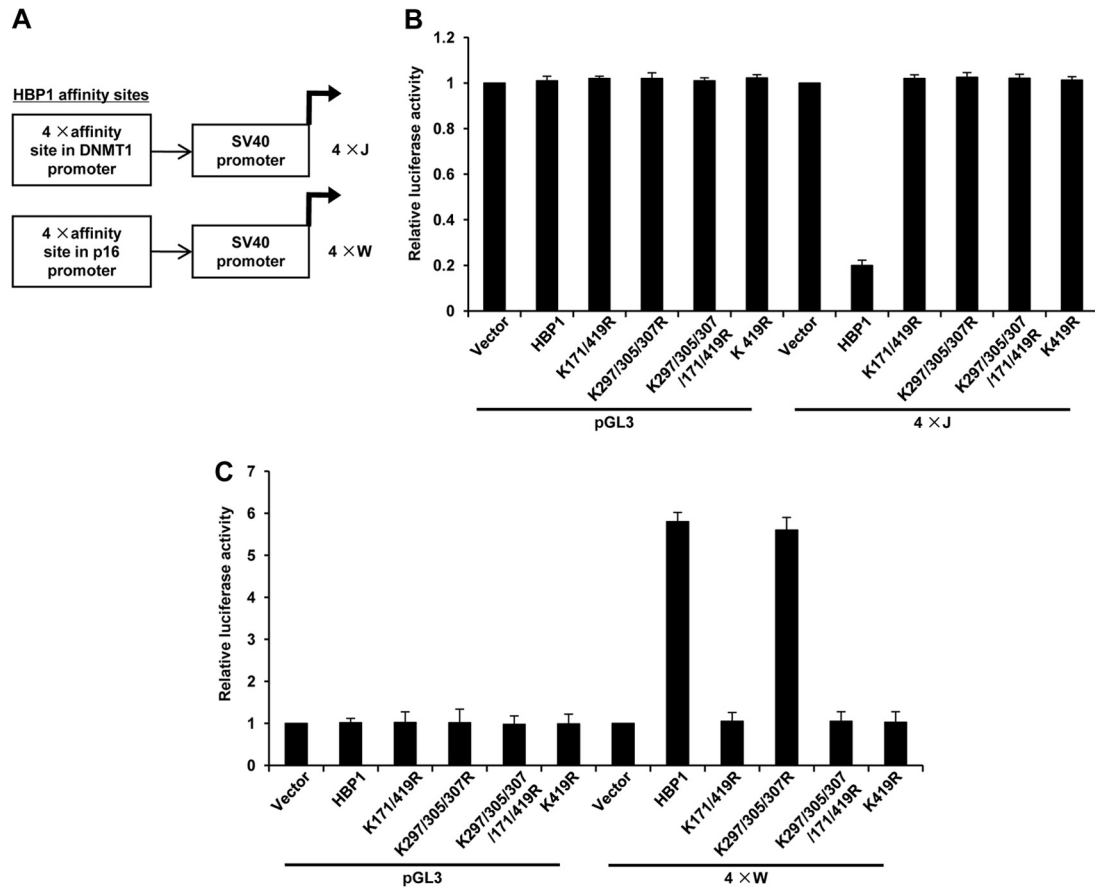 A
HBP1 affinity sites
4 ×affinity
site in DNMT1
promoter
SV40
promoter
4 ×J
4 ×affinity
site in p16
promoter
SV40
promoter
4 ×W
B
Relative luciferase activity
1.2
1
0.8
0.6
0.4
0.2
0
Vector
HBP1
K171/419R
K297/305/307R
K297/305/307
/171/419R
K 419R
Vector
HBP1
K171/419R
K297/305/307R
K297/305/307
/171/419R
K419R
pGL3
4 ×J
C
Relative luciferase activity
7
6
5
4
3
2
1
0
Vector
HBP1
K171/419R
K297/305/307R
K297/305/307
/171/419R
K419R
Vector
HBP1
K171/419R
K297/305/307R
K297/305/307
/171/419R
K419R
pGL3
4 ×W